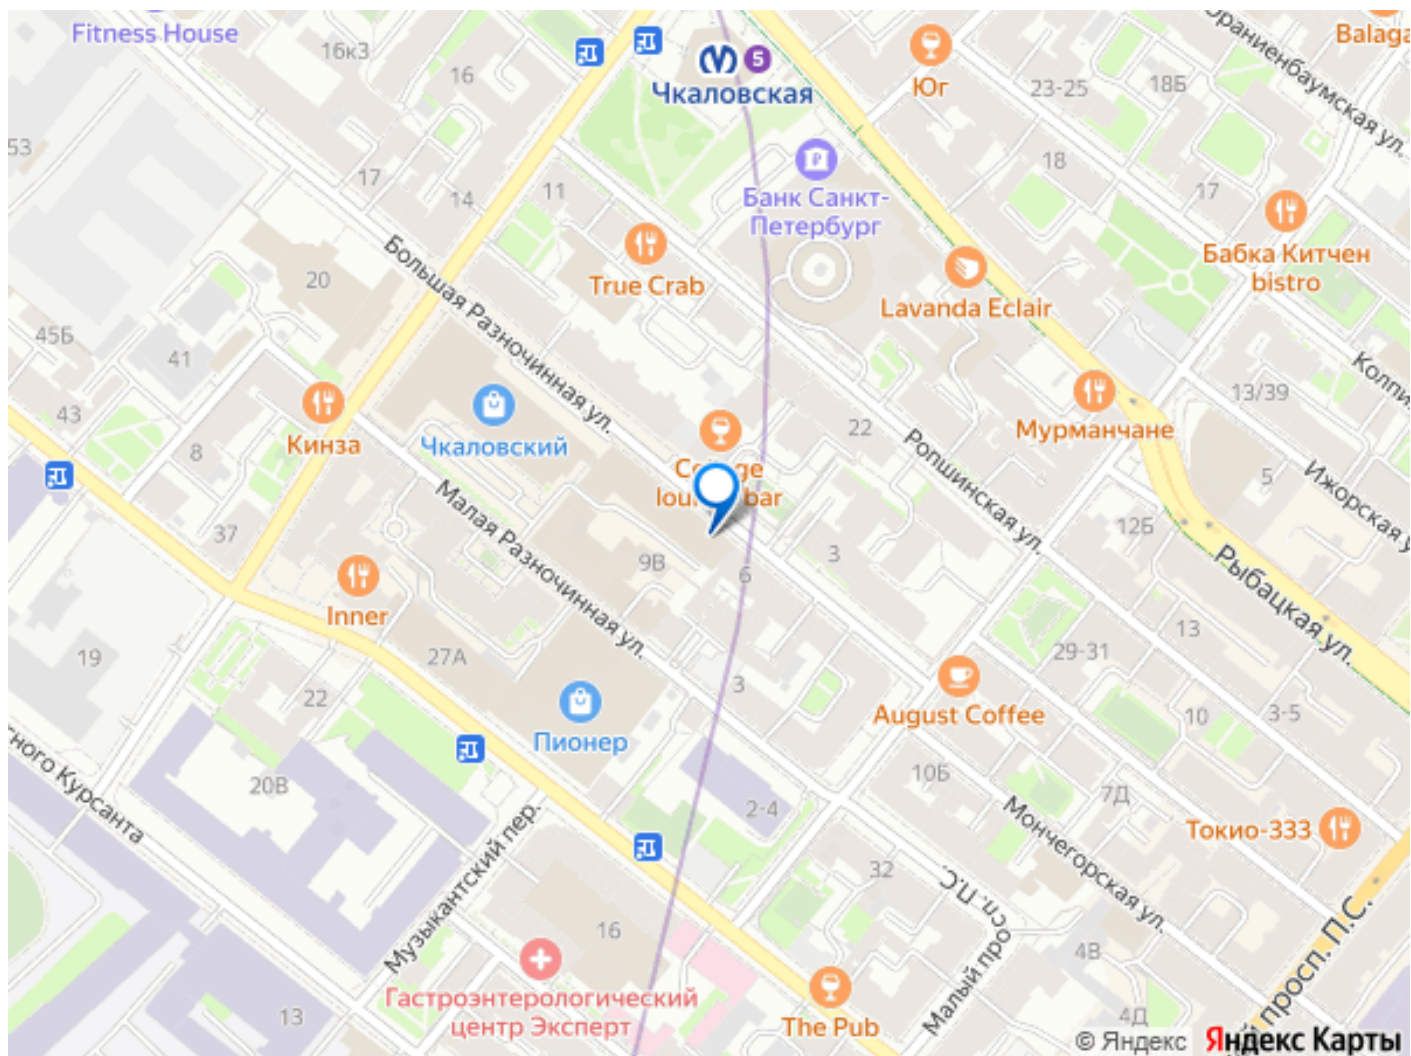 Fitness House
16к3
16
53
17
14
11
5
Чкаловская
Юг
23-25
18Б
Ораниенбаумская ул.
Balaga
18
17
Банк Санкт-
Петербург
True Crab
Lavanda Eclair
Бабка Китчен
bistro
Большая Разночинная ул.
20
45Б
41
43
8
37
Кинза
Чкаловский
22
Мурманчане
13/39
Колпин
Ропшинская ул.
5
Ижорская у
12Б
Рыбацкая ул.
bar
Малая Разночинная ул.
9В
6
3
Inner
19
27А
22
3
29-31
13
10
3-5
August Coffee
Пионер
сного Курсанта
20В
Музыкантский пер.
2-4
10Б
7Д
Мончегорская ул.
Токио-333
32
Малый просп. П.С.
16
4В
4Д
й просп. П.С.
13
Гастроэнтерологический
центр Эксперт
The Pub
© Яндекс Яндекс Карты